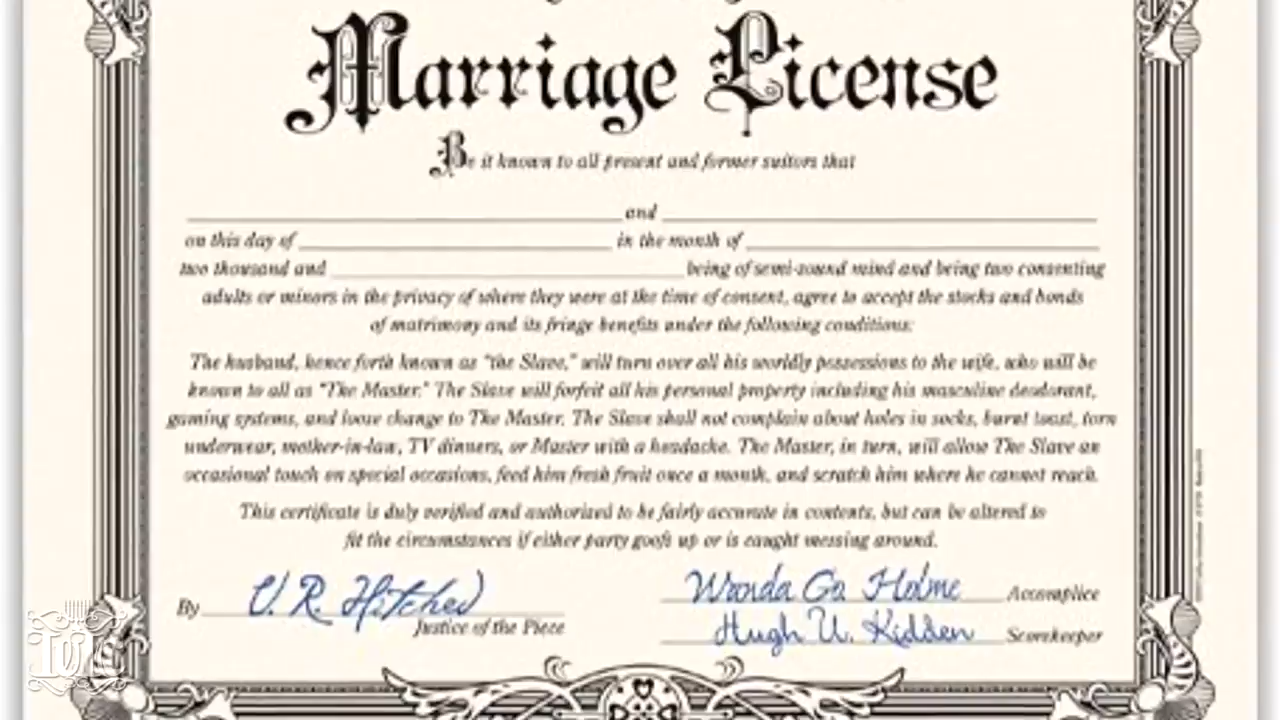 Marriage License
Be it known to all present and former suitors that
and
on this day of in the month of
two thousand and being of semi-sound mind and being two consenting
adults or minors in the privacy of where they were at the time of consent, agree to accept the stocks and bonds
of matrimony and its fringe benefits under the following conditions:
The husband, hence forth known as "the Slave," will turn over all his worldly possessions to the wife, who will be
known to all as "The Master." The Slave will forfeit all his personal property including his masculine deodorant,
gaming systems, and loose change to The Master. The Slave shall not complain about holes in socks, burnt toast, torn
underwear, mother-in-law, TV dinners, or Master with a headache. The Master, in turn, will allow The Slave an
occasional touch on special occasions, feed him fresh fruit once a month, and scratch him where he cannot reach.
This certificate is duly verified and authorized to be fairly accurate in contents, but can be altered to
fit the circumstances if either party goofs up or is caught messing around.
By U. R. Hitched
Justice of the Piece
Wonda Go Holme Accomplice
Hugh U. Kidden Scorekeeper